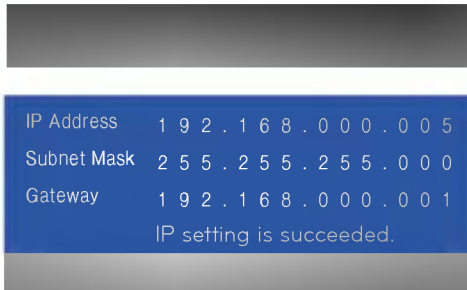 IP Address 192.168.000.005
Subnet Mask 255.255.255.000
Gateway 192.168.000.001
IP setting is succeeded.